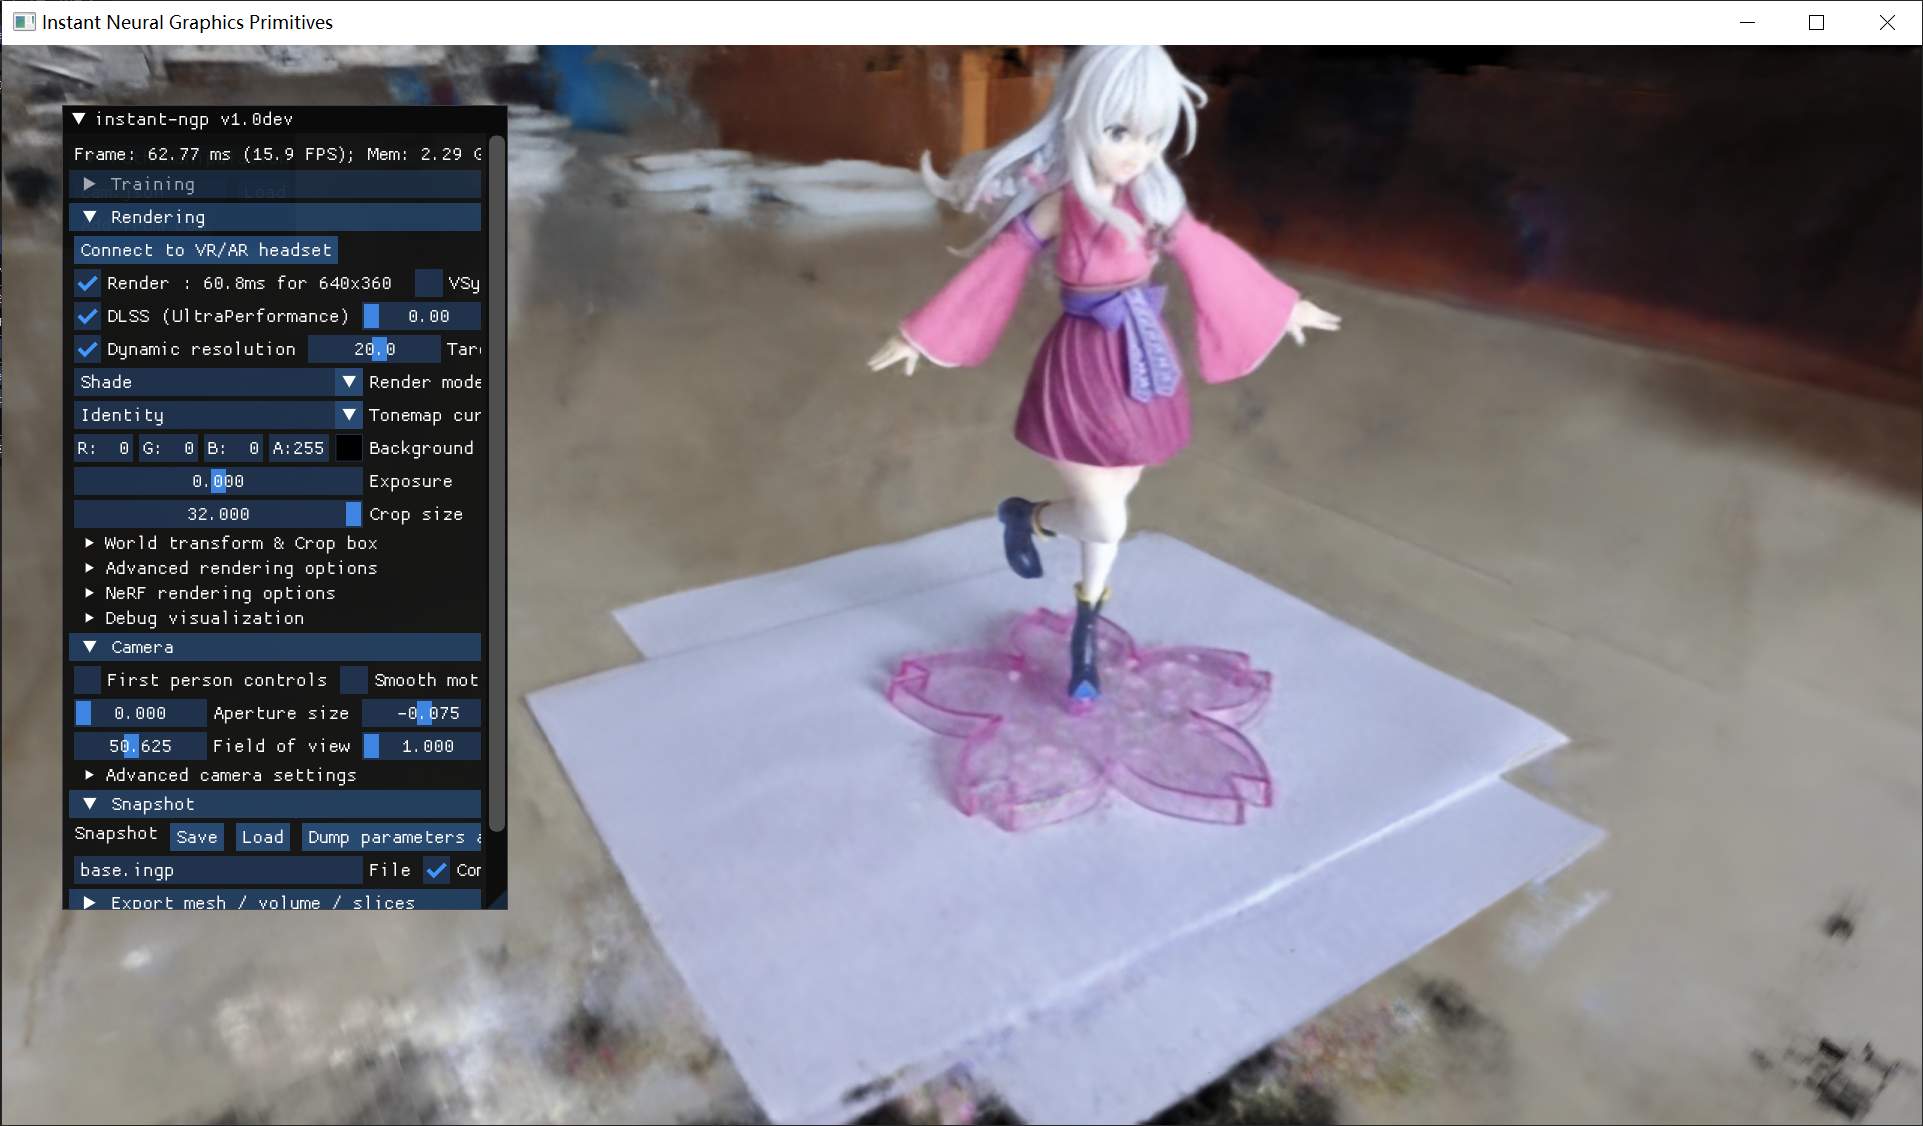 Instant Neural Graphics Primitives
instant-ngp v1.0dev
Frame: 62.77 ms (15.9 FPS); Mem: 2.29 G
Training
Rendering
Connect to VR/AR headset
Render : 60.8ms for 640x360 VSy
DLSS (UltraPerformance) 0.00
Dynamic resolution 20.0 Tar
Shade Render mode
Identity Tonemap cur
R: 0 G: 0 B: 0 A:255 Background
0.000 Exposure
32.000 Crop size
World transform & Crop box
Advanced rendering options
NeRF rendering options
Debug visualization
Camera
First person controls Smooth mot
0.000 Aperture size -0.075
50.625 Field of view 1.000
Advanced camera settings
Snapshot
Snapshot Save Load Dump parameters a
base.ingp File Cor
Export mesh / volume / slices